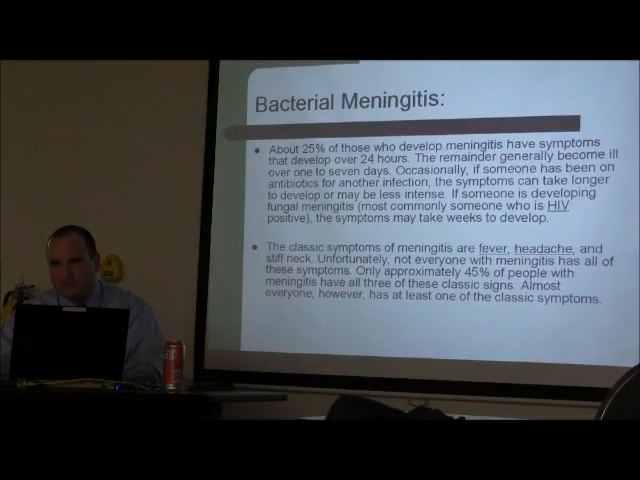 Bacterial Meningitis:
About 25% of those who develop meningitis have symptoms
that develop over 24 hours. The remainder generally become ill
over one to seven days. Occasionally, if someone has been on
antibiotics for another infection, the symptoms can take longer
to develop or may be less intense. If someone is developing
fungal meningitis (most commonly someone who is HIV
positive), the symptoms may take weeks to develop.
The classic symptoms of meningitis are fever, headache, and
stiff neck. Unfortunately, not everyone with meningitis has all of
these symptoms. Only approximately 45% of people with
meningitis have all three of these classic signs. Almost
everyone, however, has at least one of the classic symptoms.